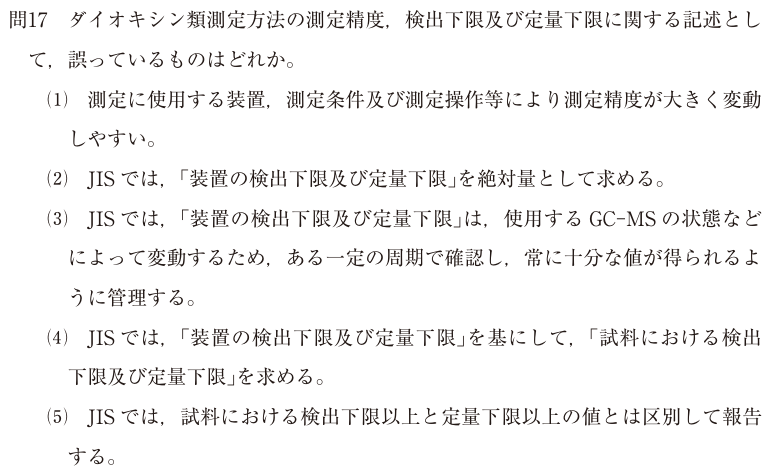 問17　ダイオキシン類測定方法の測定精度，検出下限及び定量下限に関する記述とし
て，誤っているものはどれか。
⑴　測定に使用する装置，測定条件及び測定操作等により測定精度が大きく変動
しやすい。
⑵　JISでは，「装置の検出下限及び定量下限」を絶対量として求める。
⑶　JISでは，「装置の検出下限及び定量下限」は，使用するGC−MSの状態など
によって変動するため，ある一定の周期で確認し，常に十分な値が得られるよ
うに管理する。
⑷　JISでは，「装置の検出下限及び定量下限」を基にして，「試料における検出
下限及び定量下限」を求める。
⑸　JISでは，試料における検出下限以上と定量下限以上の値とは区別して報告
する。